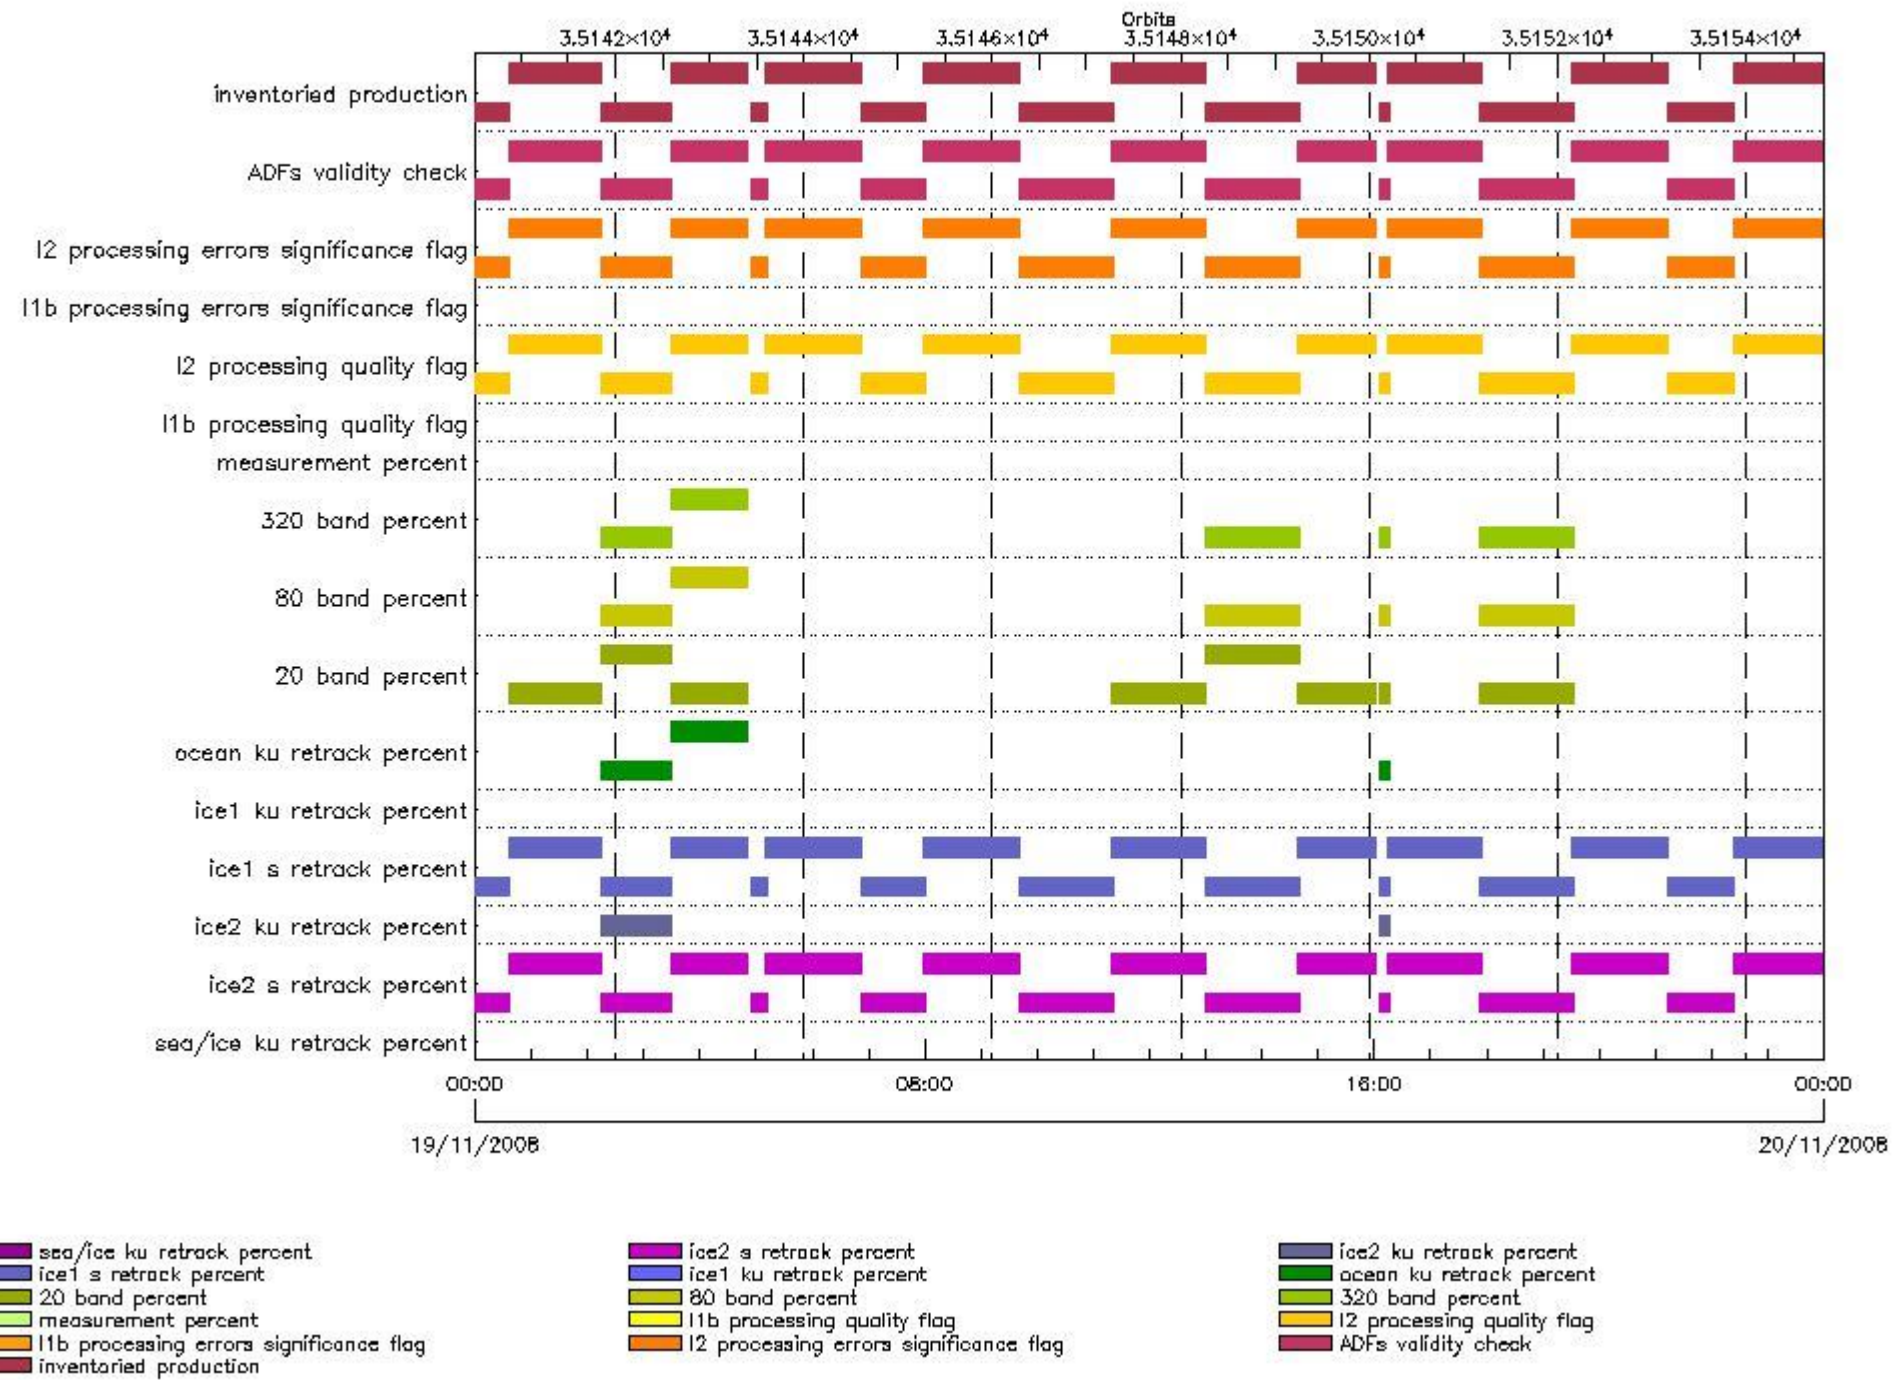 Orbits
3.5142×10⁴ 3.5144×10⁴ 3.5146×10⁴ 3.5148×10⁴ 3.5150×10⁴ 3.5152×10⁴ 3.5154×10⁴
inventoried production
ADFs validity check
l2 processing errors significance flag
l1b processing errors significance flag
l2 processing quality flag
l1b processing quality flag
measurement percent
320 band percent
80 band percent
20 band percent
ocean ku retrack percent
ice1 ku retrack percent
ice1 s retrack percent
ice2 ku retrack percent
ice2 s retrack percent
sea/ice ku retrack percent
00:00 08:00 16:00 00:00
19/11/2008 20/11/2008
sea/ice ku retrack percent ice2 s retrack percent ice2 ku retrack percent
ice1 s retrack percent ice1 ku retrack percent ocean ku retrack percent
20 band percent 80 band percent 320 band percent
measurement percent l1b processing quality flag l2 processing quality flag
l1b processing errors significance flag l2 processing errors significance flag ADFs validity check
inventoried production